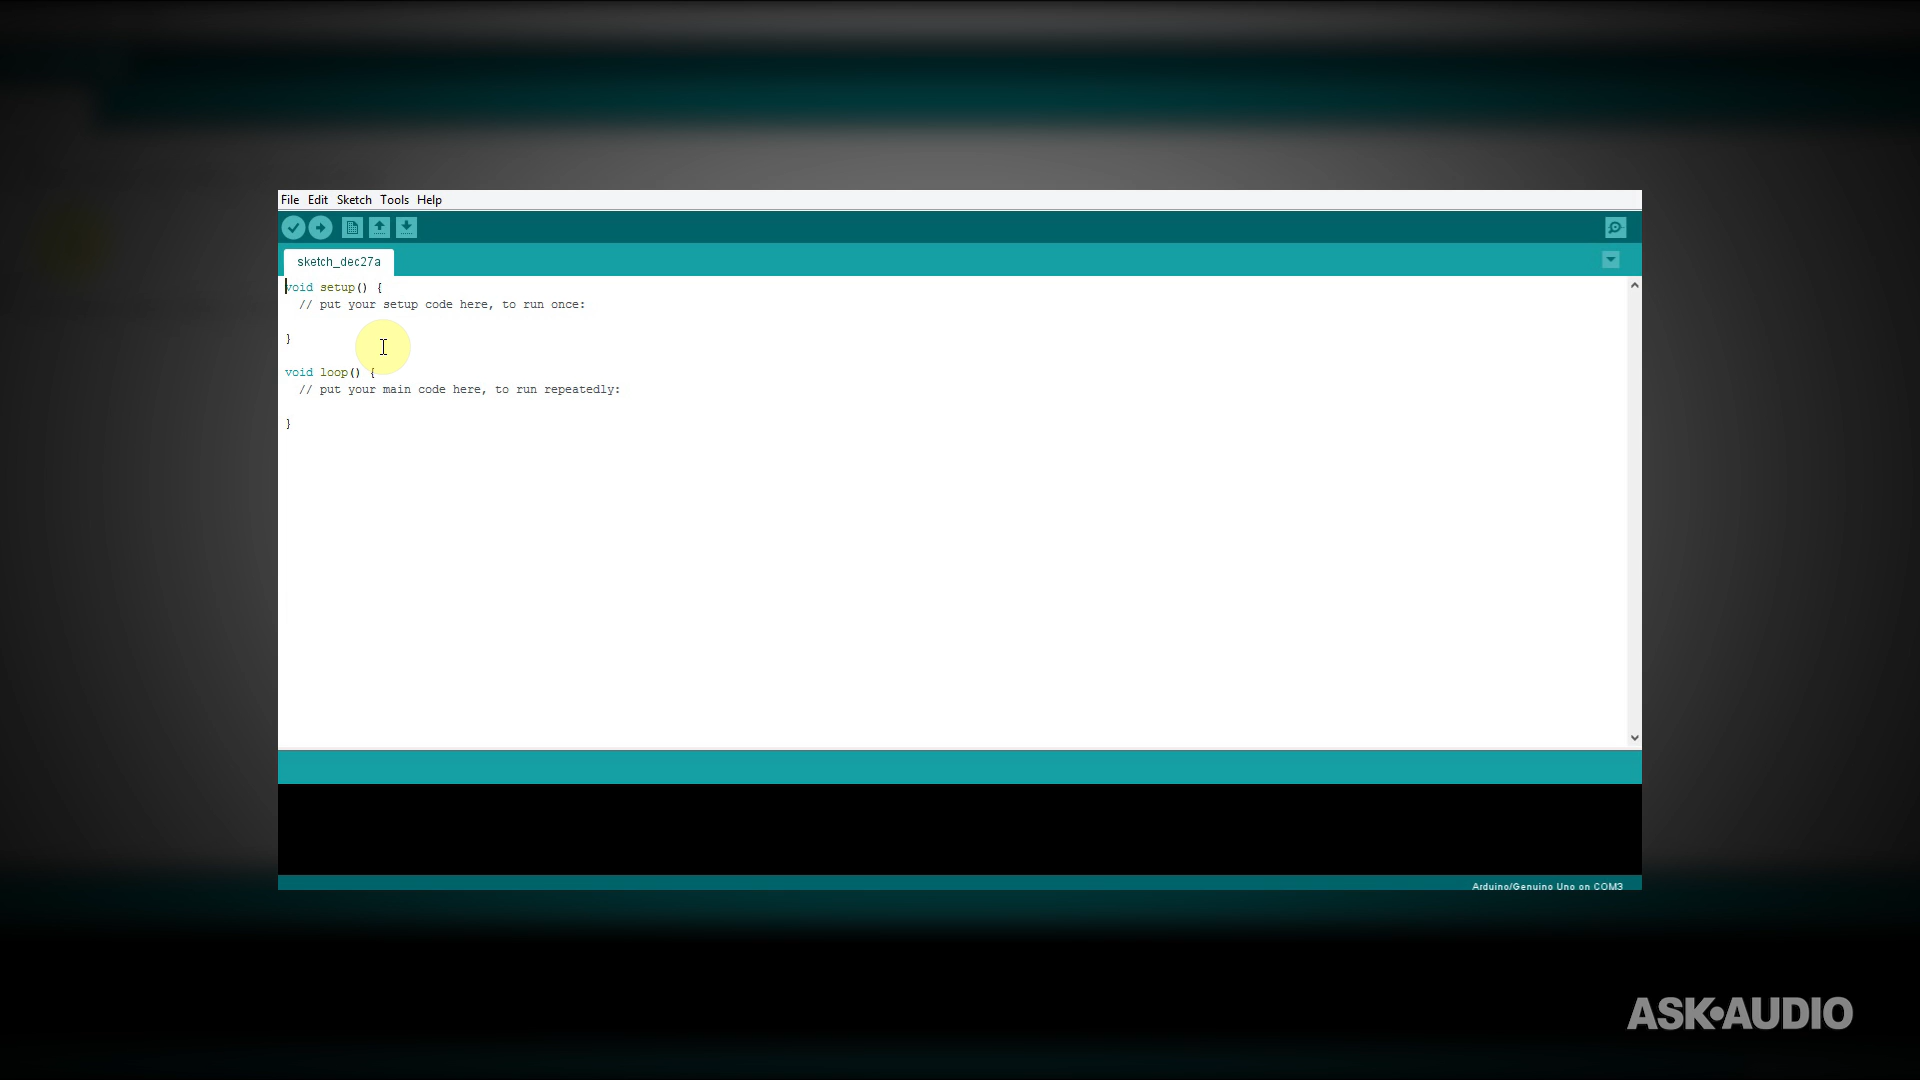 File Edit Sketch Tools Help
sketch_dec27a
void setup() {
// put your setup code here, to run once:
}
void loop() {
// put your main code here, to run repeatedly:
}
Arduino/Genuino Uno on COM3
ASK•AUDIO